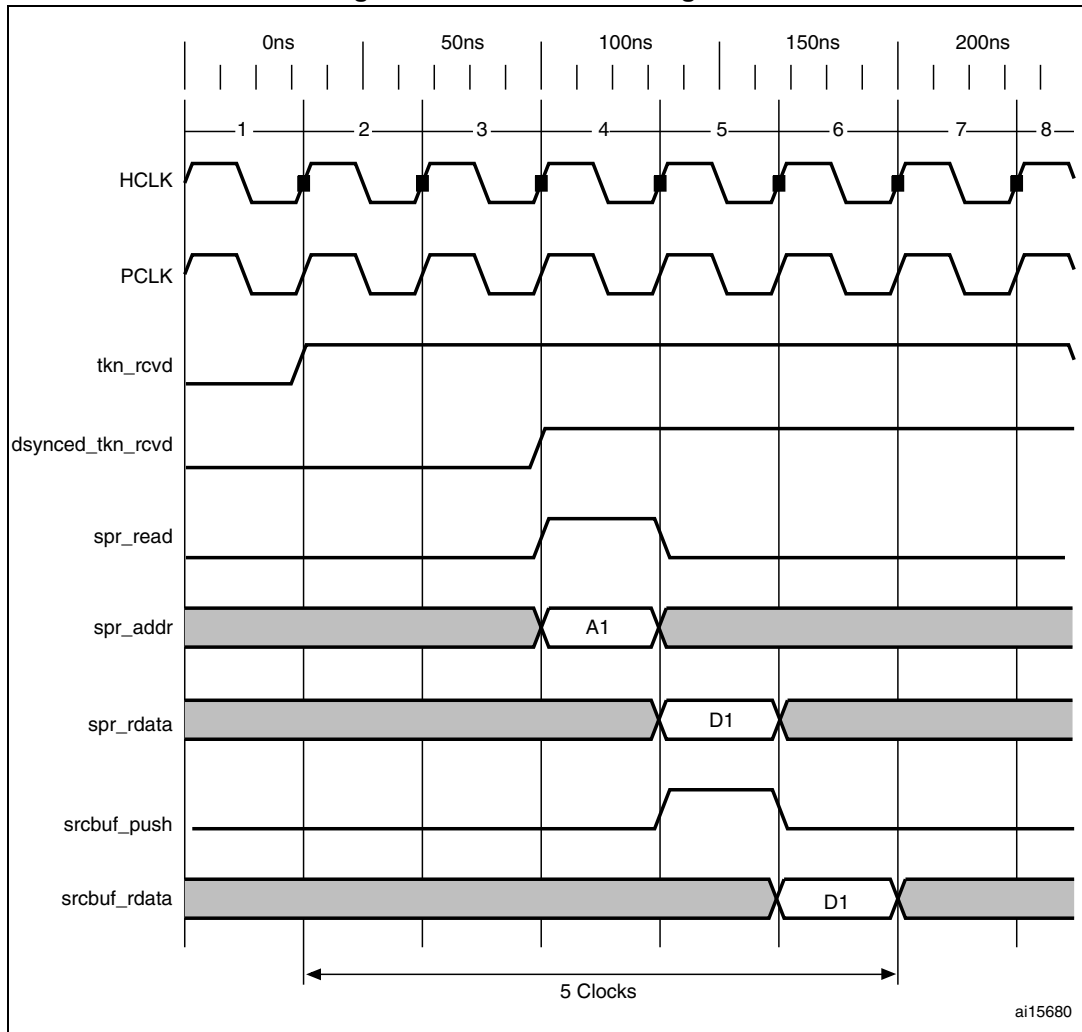 0ns 50ns 100ns 150ns 200ns
1 2 3 4 5 6 7 8
HCLK
PCLK
tkn_rcvd
dsynced_tkn_rcvd
spr_read
spr_addr A1
spr_rdata D1
srcbuf_push
srcbuf_rdata D1
5 Clocks
ai15680